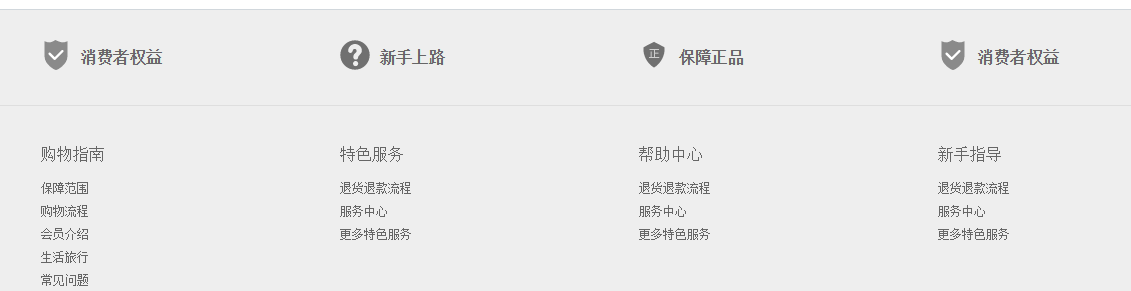 消费者权益 新手上路 正 保障正品 消费者权益
购物指南 特色服务 帮助中心 新手指导
保障范围 退货退款流程 退货退款流程 退货退款流程
购物流程 服务中心 服务中心 服务中心
会员介绍 更多特色服务 更多特色服务 更多特色服务
生活旅行
常见问题